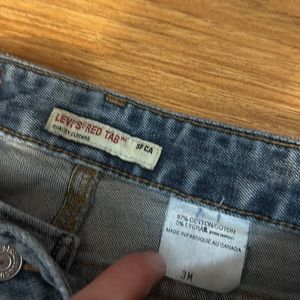 LEVI'S® RED TAB™
QUALITY CLOTHING
SF CA
97% COTTON/COTON
3% LYCRA®
MADE IN/FABRIQUÉ AU CANADA
3M